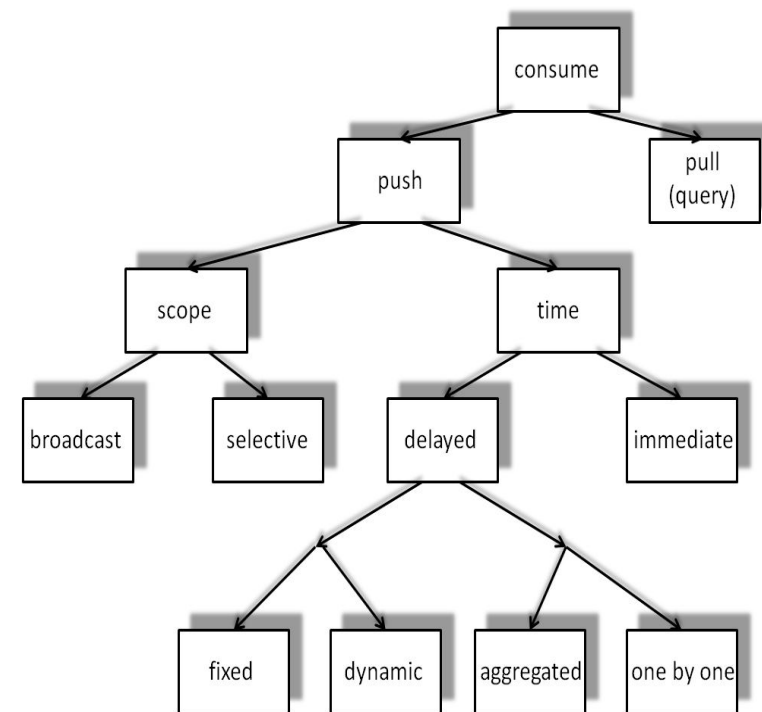 consume
push
pull
(query)
scope
time
broadcast
selective
delayed
immediate
fixed
dynamic
aggregated
one by one